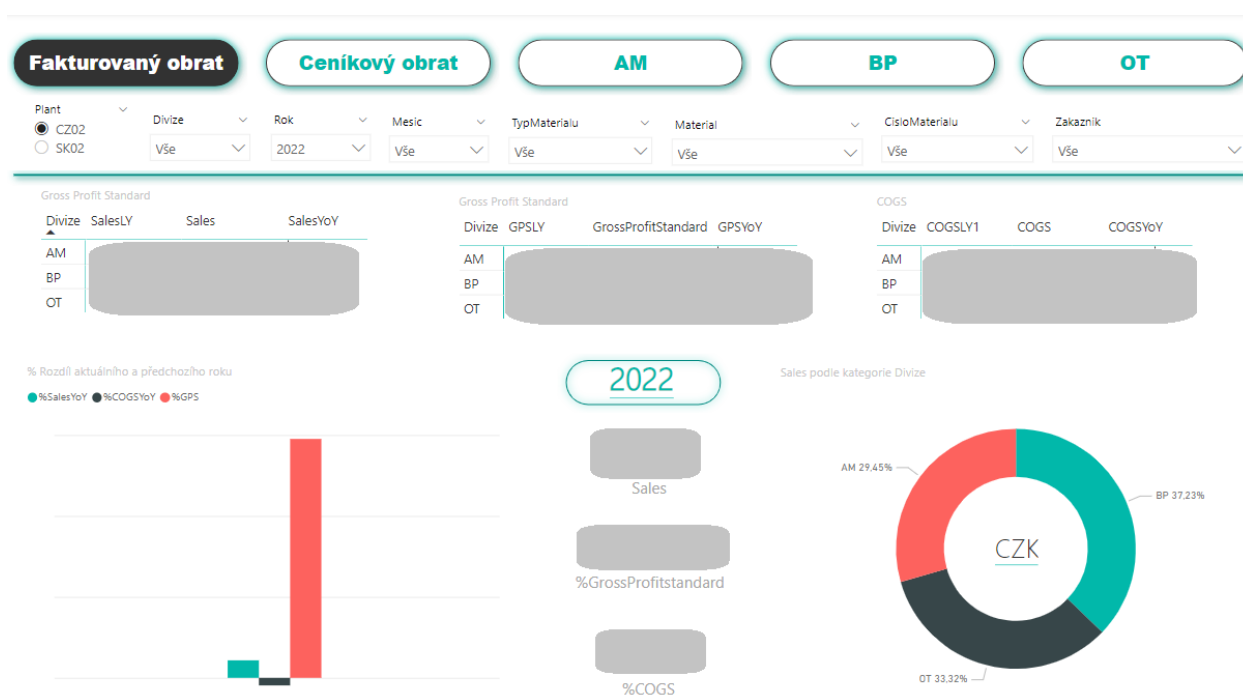 Fakturovaný obrat
Ceníkový obrat
AM
BP
OT
Plant
CZ02
SK02
Divize
Vše
Rok
2022
Mesic
Vše
TypMaterialu
Vše
Material
Vše
CisloMaterialu
Vše
Zakaznik
Vše
Gross Profit Standard
Divize SalesLY Sales SalesYoY
AM
BP
OT
Gross Profit Standard
Divize GPSLY GrossProfitStandard GPSYoY
AM
BP
OT
COGS
Divize COGSLY1 COGS COGSYoY
AM
BP
OT
% Rozdíl aktuálního a předchozího roku
%SalesYoY %COGSYoY %GPS
2022
Sales
%GrossProfitstandard
%COGS
Sales podle kategorie Divize
AM 29,45%
BP 37,23%
CZK
OT 33,32%